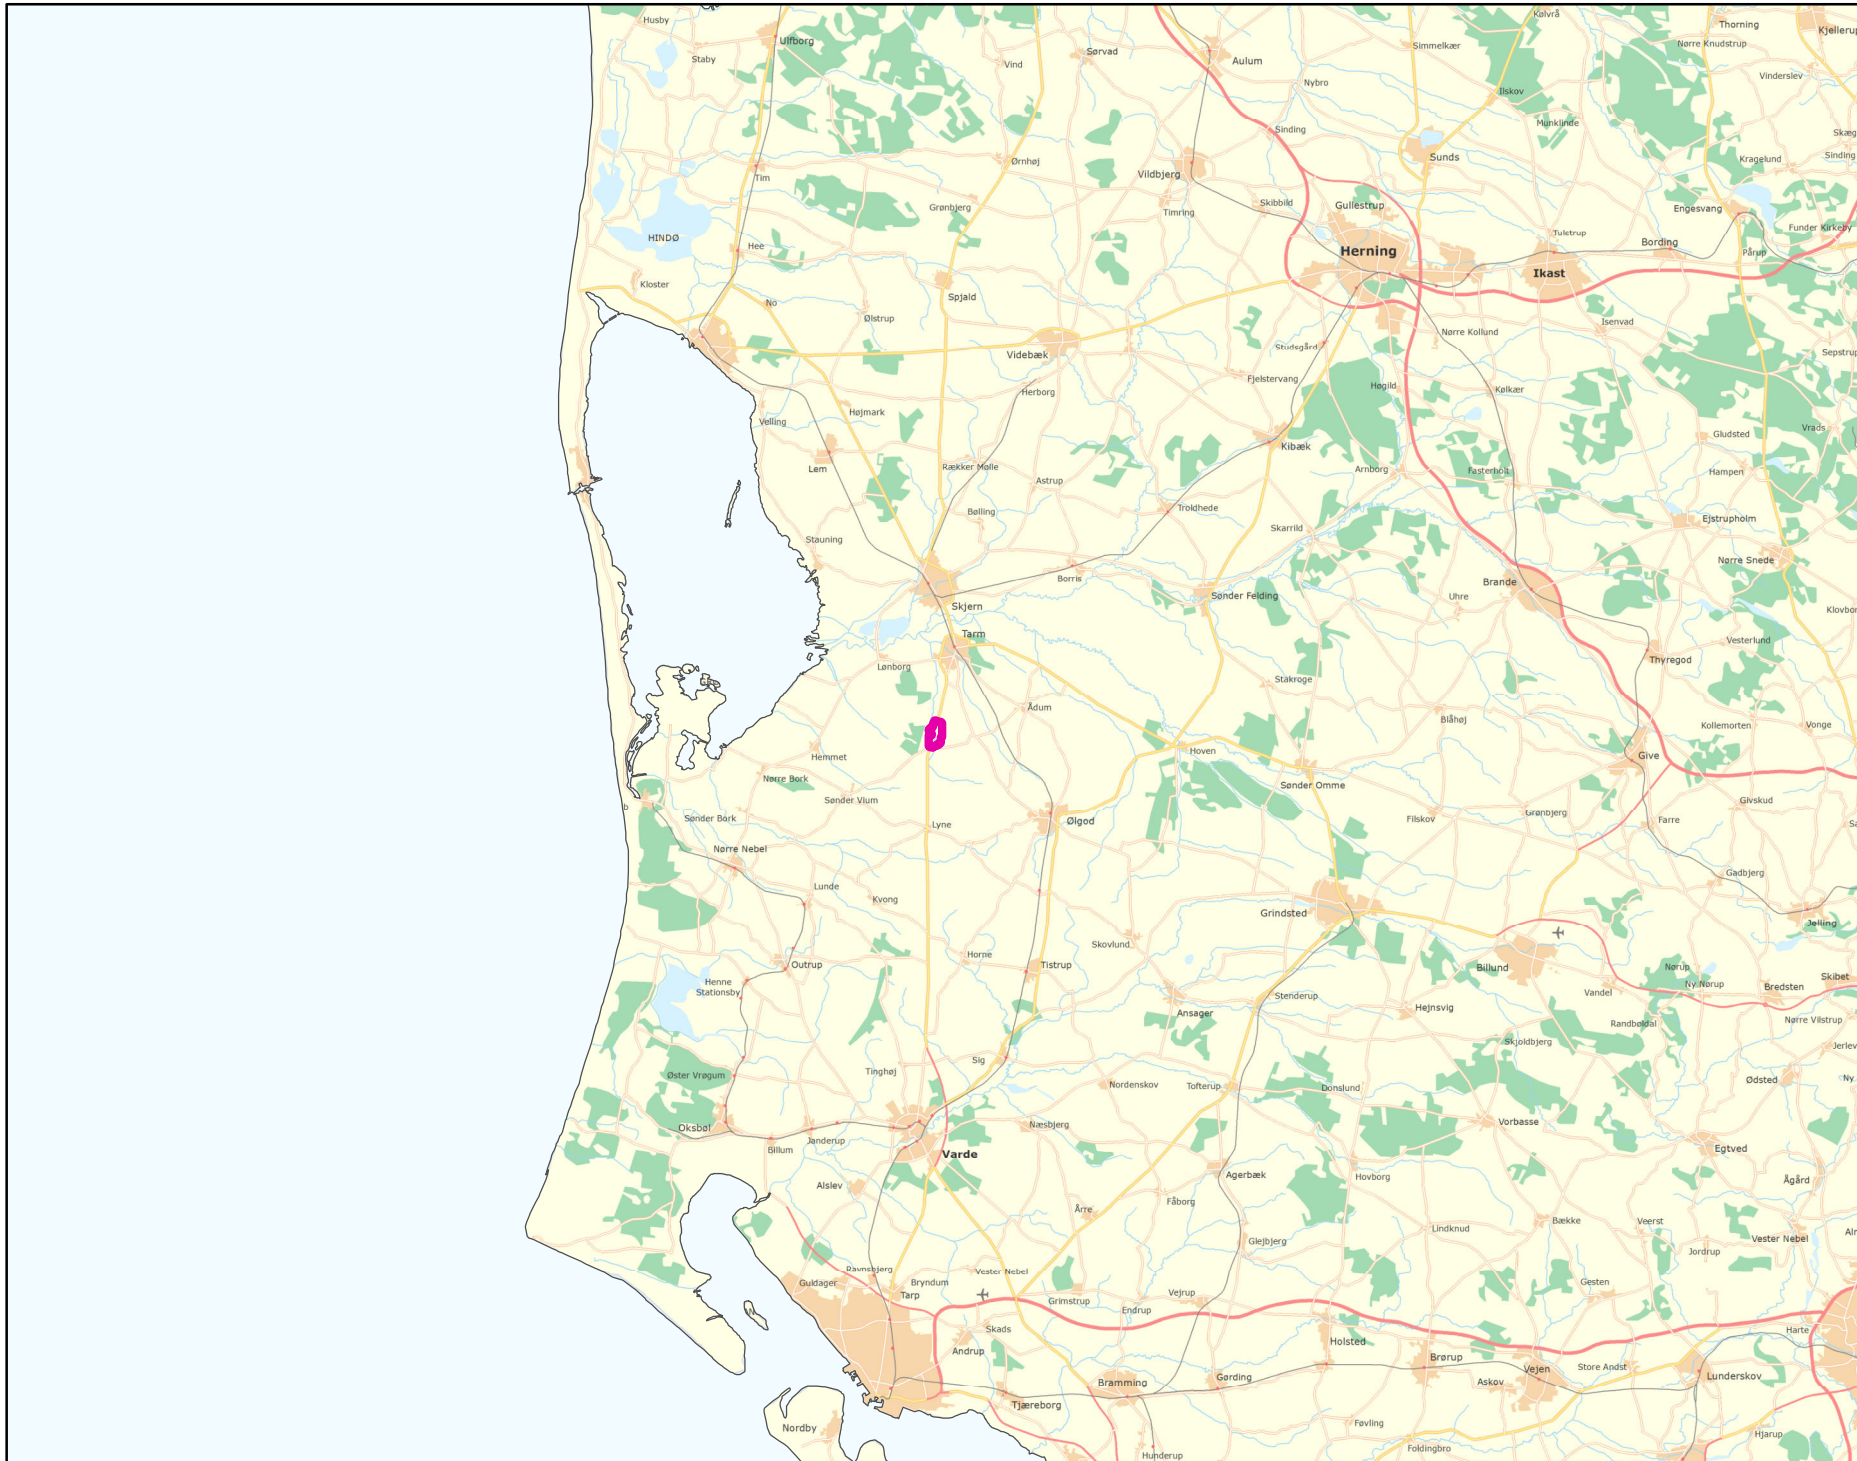 Husby
Ulfborg
Staby
Vind
Sørvad
Aulum
Nybro
Simmelkær
Kølvrå
Thorning
Kjellerup
Nørre Knudstrup
Vinderslev
Ilskov
Munklinde
Sinding
Sunds
Kragelund
Sinding
Tim
Ørnhøj
Vildbjerg
Timring
Skibbild
Gullestrup
Engesvang
Funder Kirkeby
Grønbjerg
HINDØ
Hee
Herning
Ikast
Tulstrup
Bording
Pårup
Kloster
No
Ølstrup
Spjald
Videbæk
Studsgård
Nørre Kollund
Isenvad
Sepstrup
Herborg
Fjelstervang
Høgild
Kølkær
Højmark
Velling
Lem
Rækker Mølle
Astrup
Kibæk
Arnborg
Fasterholt
Gludsted
Vrads
Hampen
Bølling
Troldhede
Skarrild
Ejstrupholm
Stauning
Borris
Nørre Snede
Skjern
Sønder Felding
Uhre
Brande
Tarm
Vesterlund
Thyregod
Lønborg
Stakroge
Ådum
Blåhøj
Kollemorten
Vonge
Hemmet
Hoven
Give
Nørre Bork
Sønder Vium
Sønder Omme
Givskud
Sønder Bork
Lyne
Ølgod
Filskov
Grønbjerg
Farre
Nørre Nebel
Gadbjerg
Lunde
Kvong
Grindsted
Jelling
Skovlund
Horne
Outrup
Tistrup
Billund
Nørup
Skibet
Henne
Stationsby
Stenderup
Vandel
Ny Nørup
Bredsten
Ansager
Hejnsvig
Randbøldal
Nørre Vilstrup
Skjoldbjerg
Sig
Tinghøj
Øster Vrøgum
Nordenskov
Tofterup
Donslund
Ødsted
Oksbøl
Janderup
Næsbjerg
Vorbasse
Billum
Varde
Egtved
Alslev
Agerbæk
Hovborg
Fåborg
Ågård
Årre
Lindknud
Bække
Veerst
Vester Nebel
Glejbjerg
Jordrup
Ravnsbjerg
Vester Nebel
Guldager
Bryndum
Tarp
Gesten
Grimstrup
Vejrup
Endrup
Skads
Andrup
Holsted
Harte
Brørup
Vejen
Store Andst
Lunderskov
Bramming
Gørding
Askov
Tjæreborg
Nordby
Føvling
Foldingbro
Hjarup
Hunderup